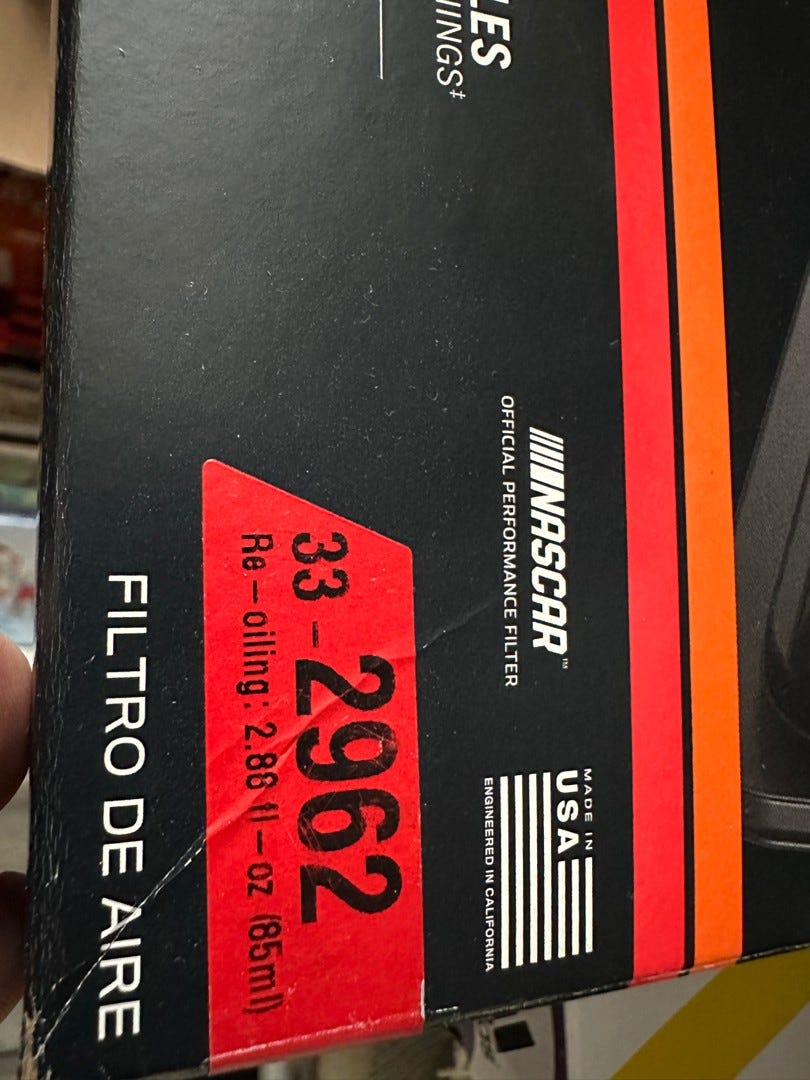 LES
INGS‡
NASCAR™
OFFICIAL PERFORMANCE FILTER
MADE IN
USA
ENGINEERED IN CALIFORNIA
33-2962
Re-oiling: 2.88 fl-oz (85ml)
FILTRO DE AIRE